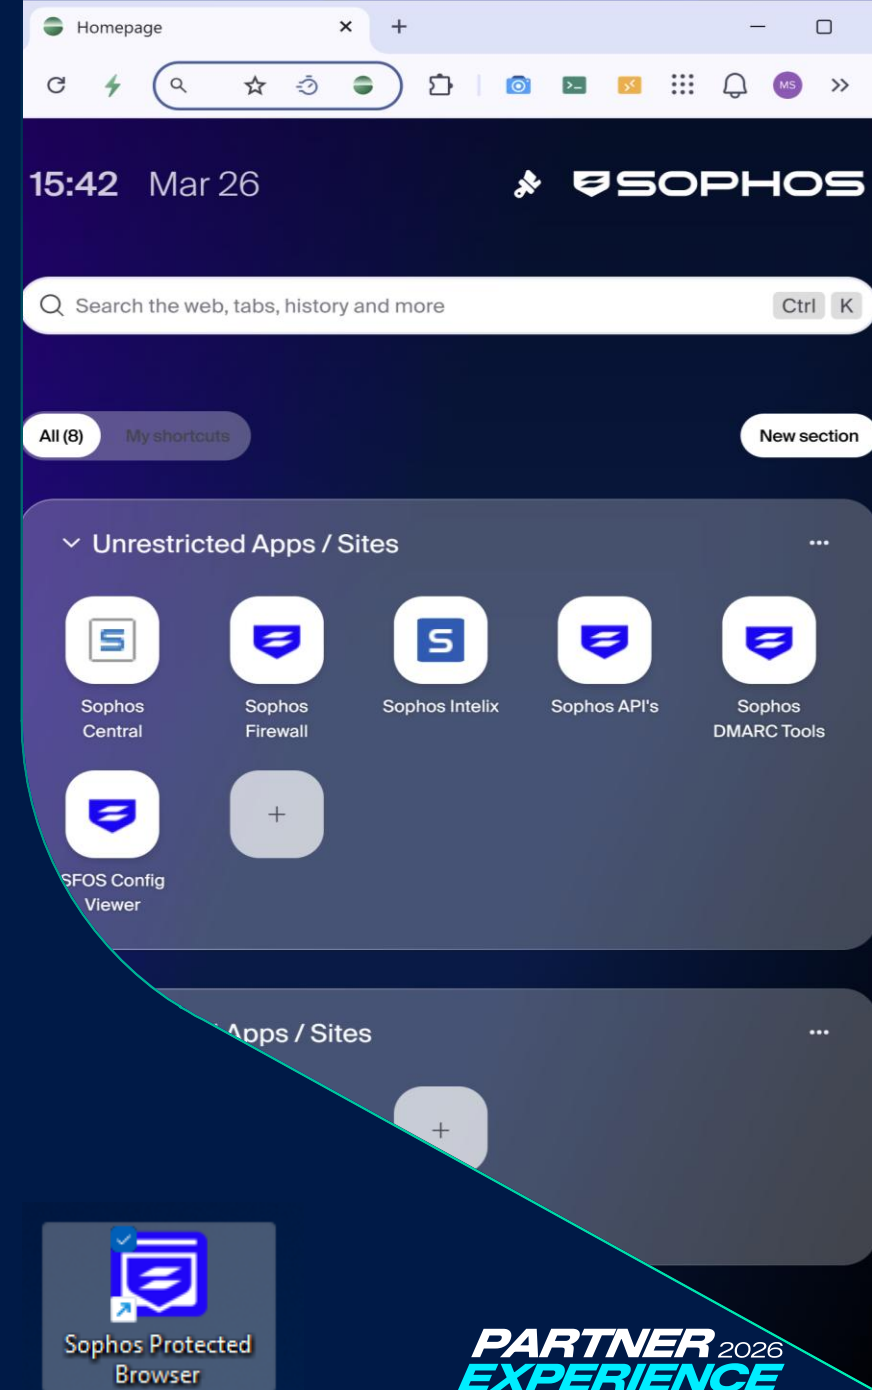 Homepage
MS
15:42 Mar 26
SOPHOS
Search the web, tabs, history and more
Ctrl K
All (8) My shortcuts
New section
Unrestricted Apps / Sites
S
S
Sophos
Central
Sophos
Firewall
Sophos Intelix
Sophos API's
Sophos
DMARC Tools
SFOS Config
Viewer
Apps / Sites
Sophos Protected
Browser
PARTNER 2026
EXPERIENCE